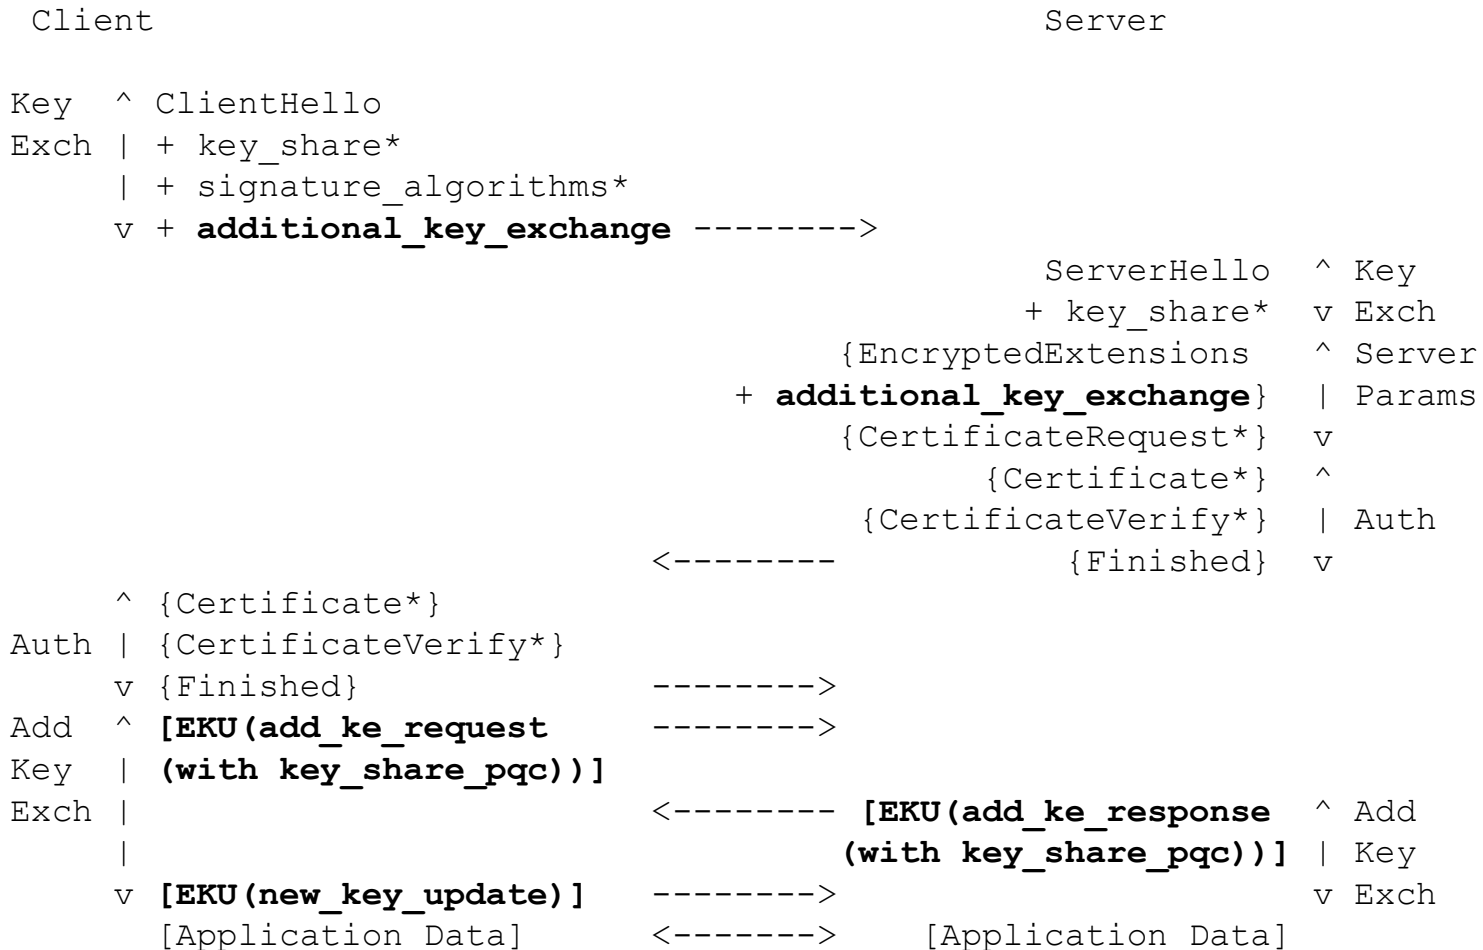 Client                                                        Server
Key  ^ ClientHello
Exch | + key_share*
     | + signature_algorithms*
     v + additional_key_exchange -------->
                                                       ServerHello  ^ Key
                                                      + key_share*  v Exch
                                             {EncryptedExtensions   ^ Server
                                       + additional_key_exchange}  | Params
                                             {CertificateRequest*}  v
                                                    {Certificate*}  ^
                                              {CertificateVerify*}  | Auth
                                 <--------              {Finished}  v
     ^ {Certificate*}
Auth | {CertificateVerify*}
     v {Finished}                -------->
Add  ^ [EKU(add_ke_request       -------->
Key  | (with key_share_pqc))]
Exch |                           <-------- [EKU(add_ke_response  ^ Add
     |                                     (with key_share_pqc))] | Key
     v [EKU(new_key_update)]     -------->                       v Exch
       [Application Data]        <------->    [Application Data]